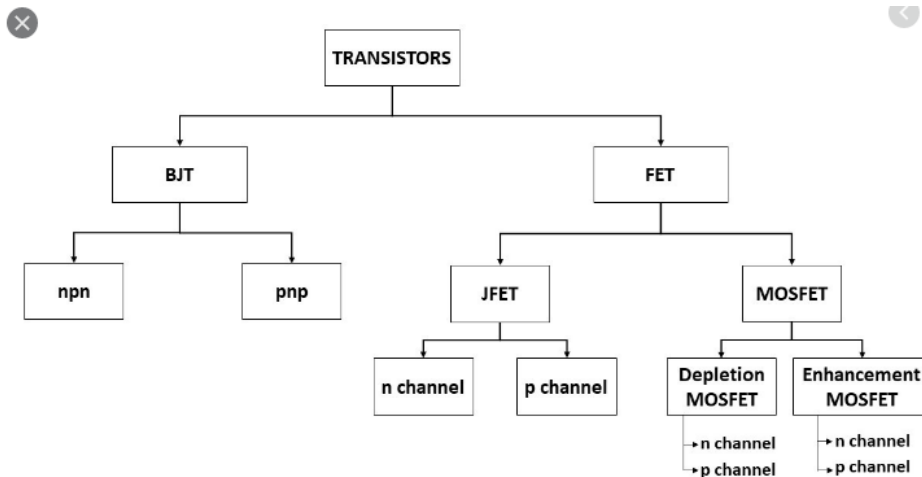 TRANSISTORS
BJT
FET
npn
pnp
JFET
MOSFET
n channel
p channel
Depletion
MOSFET
Enhancement
MOSFET
n channel
p channel
n channel
p channel